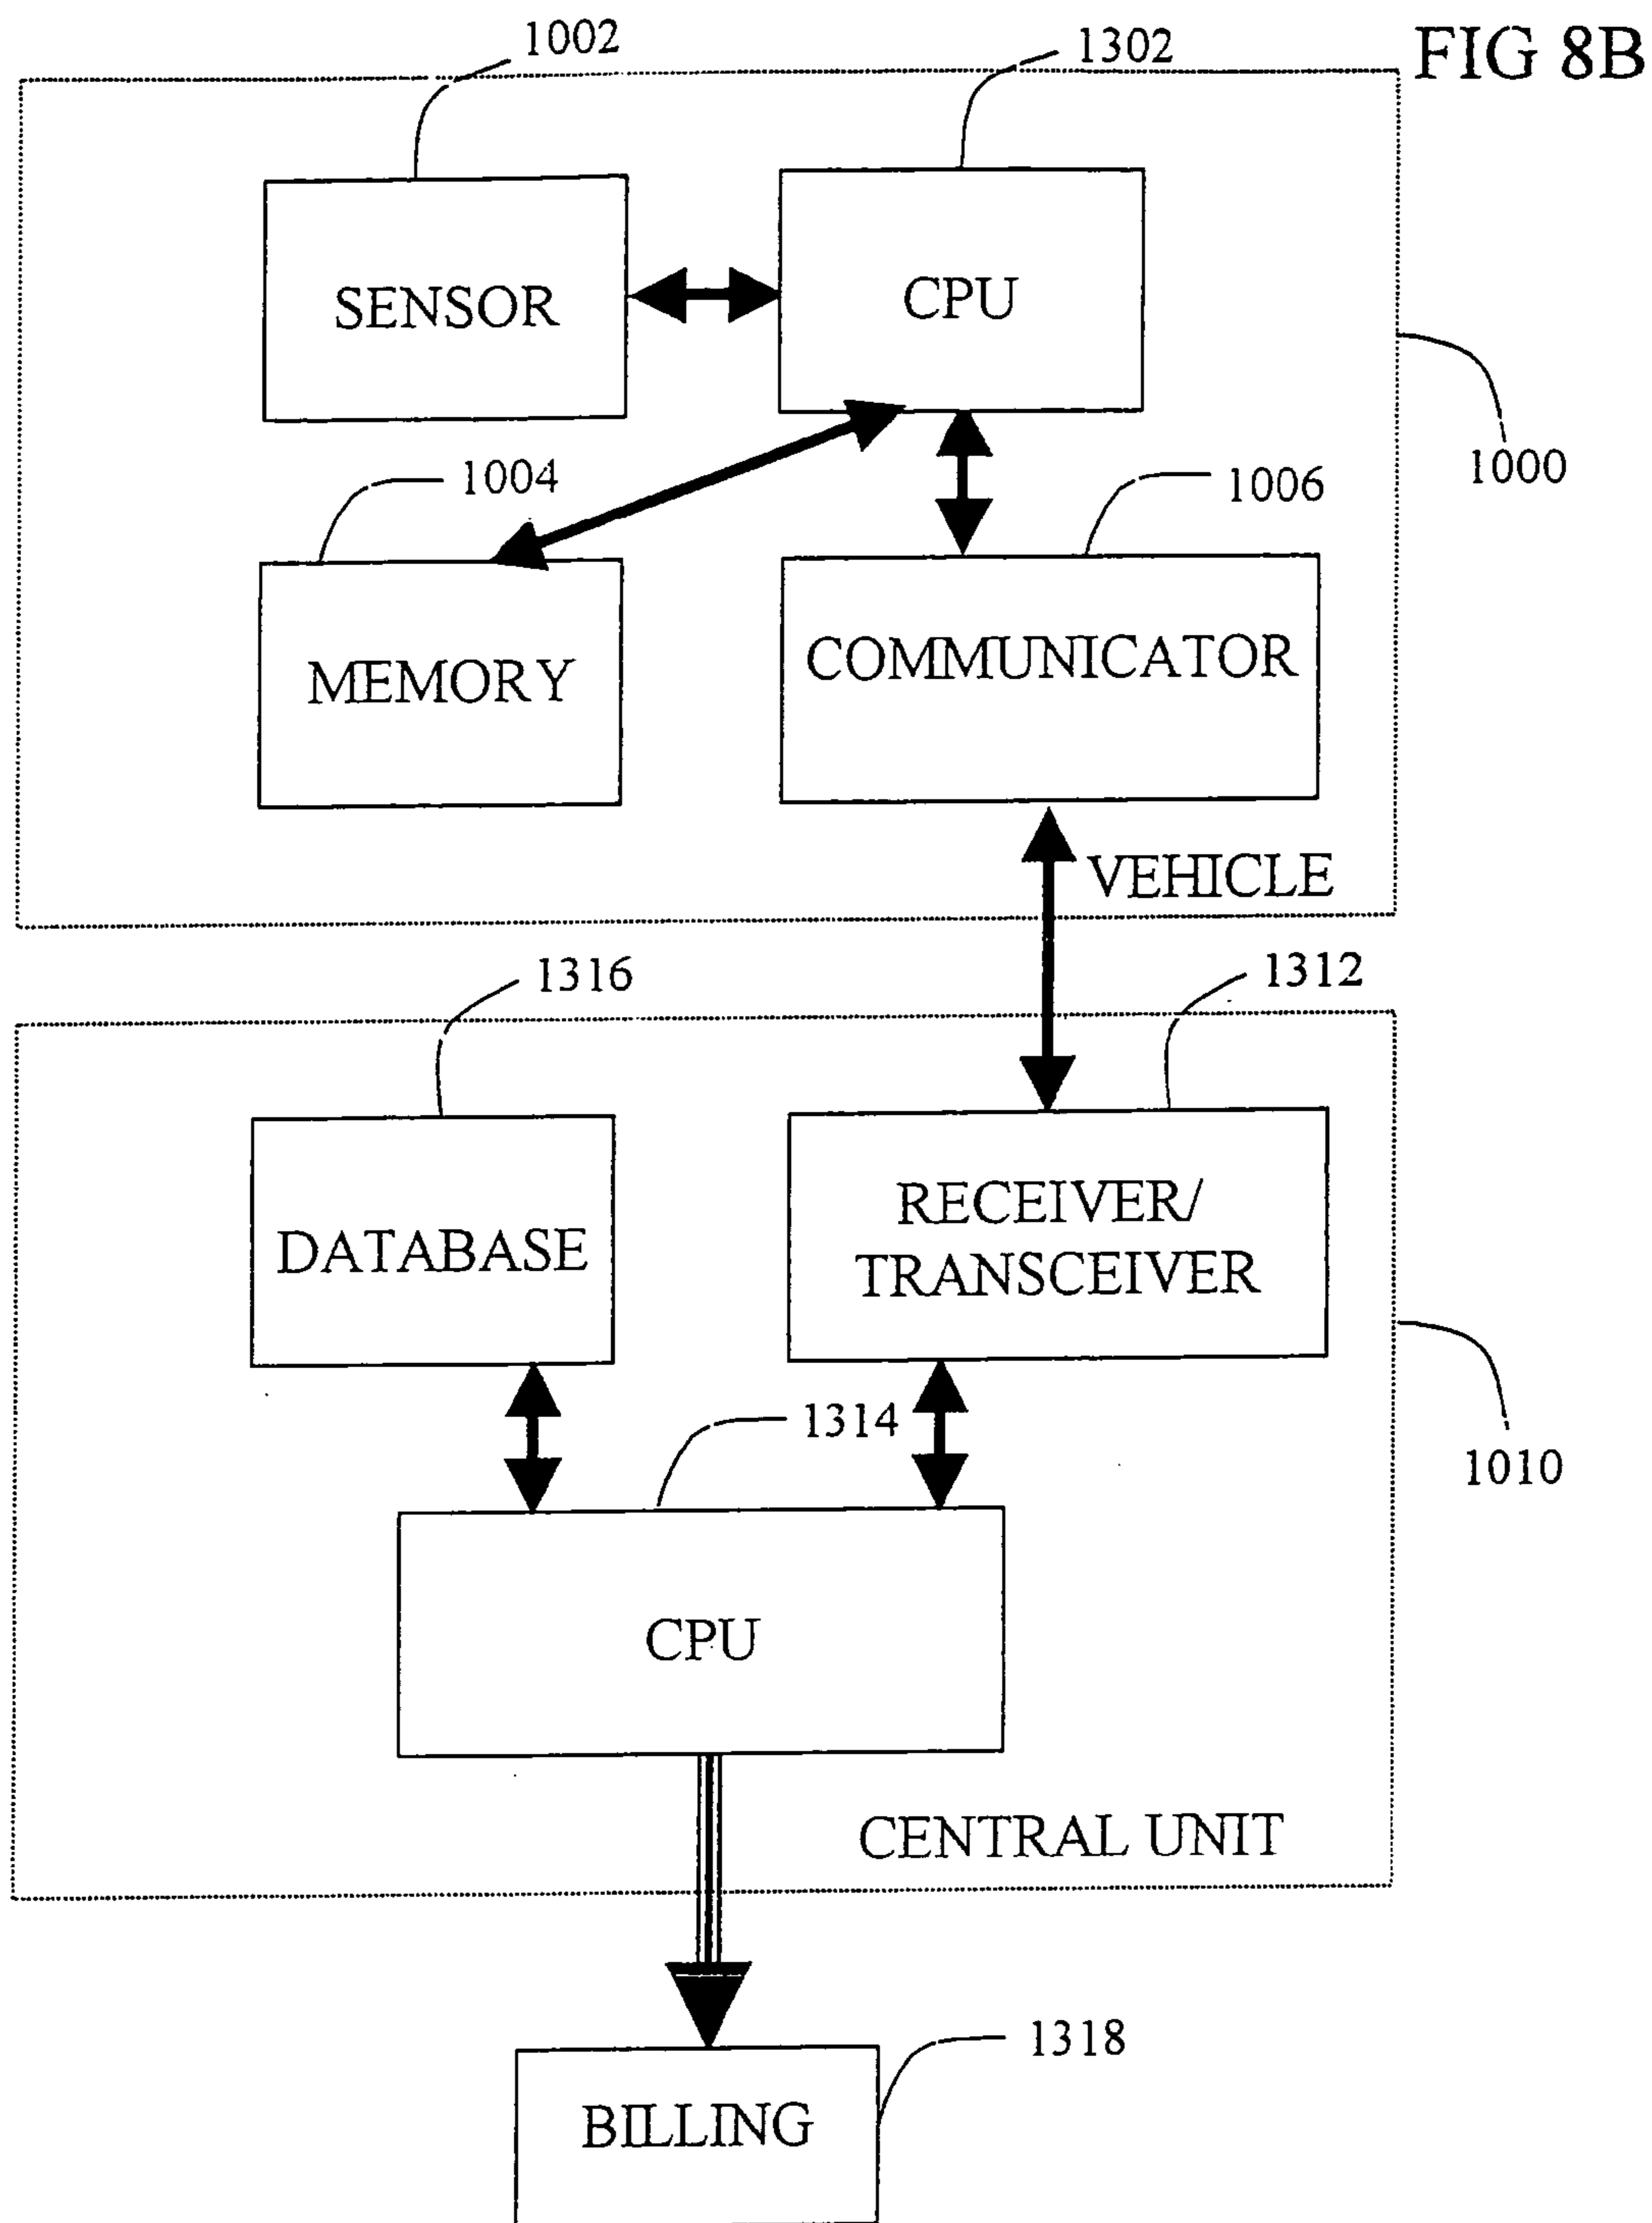 FIG 8B
1002
1302
SENSOR
CPU
1000
1004
1006
MEMORY
COMMUNICATOR
VEHICLE
1316
1312
DATABASE
RECEIVER/
TRANSCEIVER
1314
1010
CPU
CENTRAL UNIT
1318
BILLING